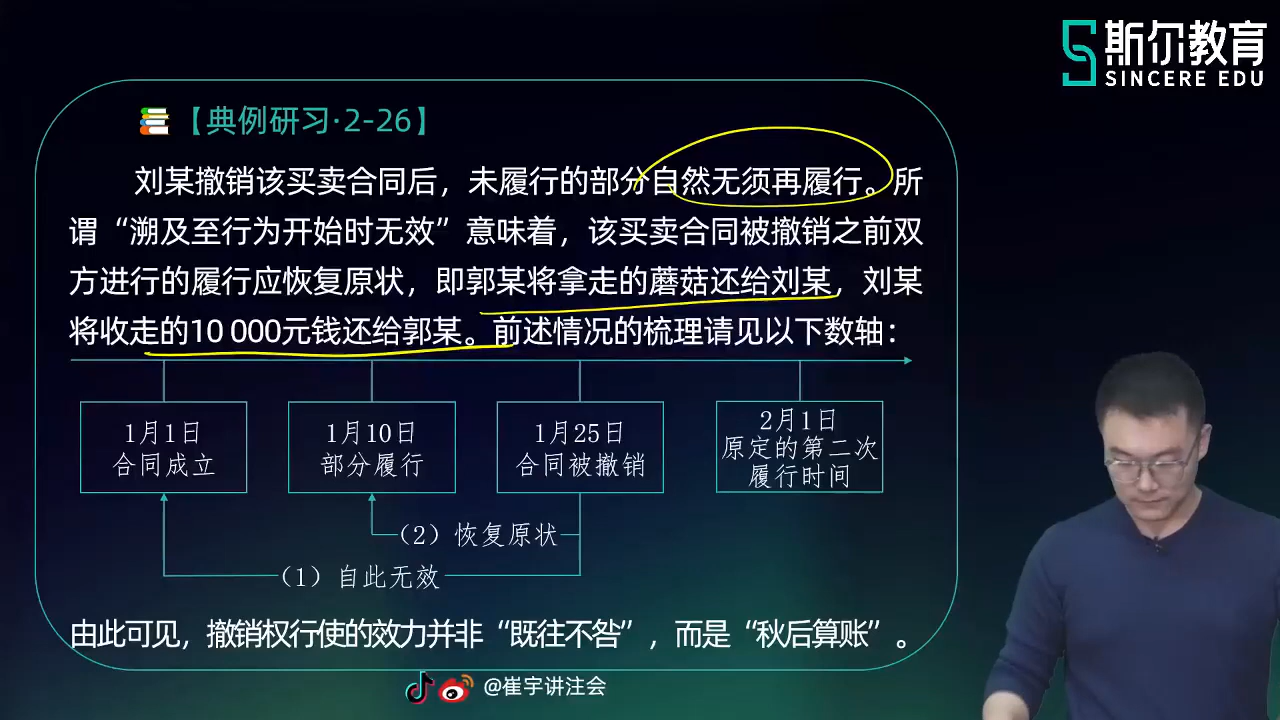 斯尔教育
SINCERE EDU
【典例研习·2-26】
刘某撤销该买卖合同后，未履行的部分自然无须再履行。所
谓“溯及至行为开始时无效”意味着，该买卖合同被撤销之前双
方进行的履行应恢复原状，即郭某将拿走的蘑菇还给刘某，刘某
将收走的10 000元钱还给郭某。前述情况的梳理请见以下数轴：
1月1日
合同成立
1月10日
部分履行
1月25日
合同被撤销
2月1日
原定的第二次
履行时间
（2）恢复原状
（1）自此无效
由此可见，撤销权行使的效力并非“既往不咎”，而是“秋后算账”。
@崔宇讲注会